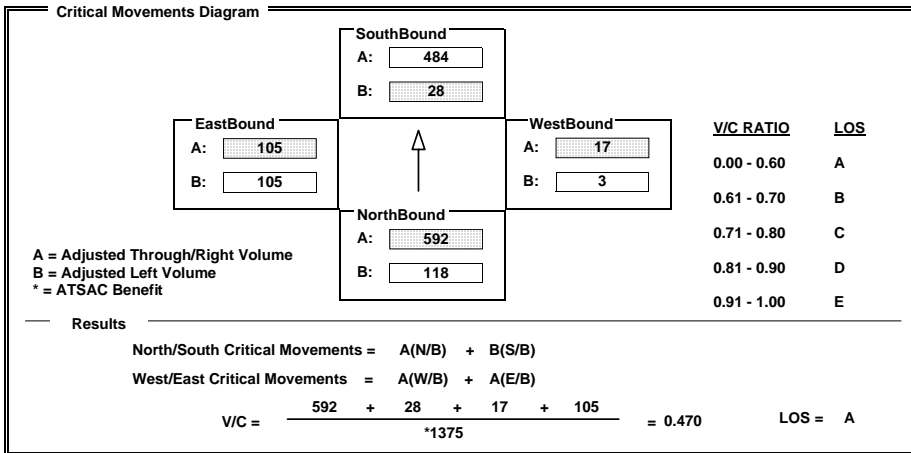 Critical Movements Diagram
SouthBound
A: 484
B: 28
EastBound
A: 105
B: 105
WestBound
A: 17
B: 3
NorthBound
A: 592
B: 118
V/C RATIO LOS
0.00 - 0.60 A
0.61 - 0.70 B
0.71 - 0.80 C
0.81 - 0.90 D
0.91 - 1.00 E
A = Adjusted Through/Right Volume
B = Adjusted Left Volume
* = ATSAC Benefit
Results
North/South Critical Movements = A(N/B) + B(S/B)
West/East Critical Movements = A(W/B) + A(E/B)
V/C = 592 + 28 + 17 + 105 = 0.470 LOS = A
*1375